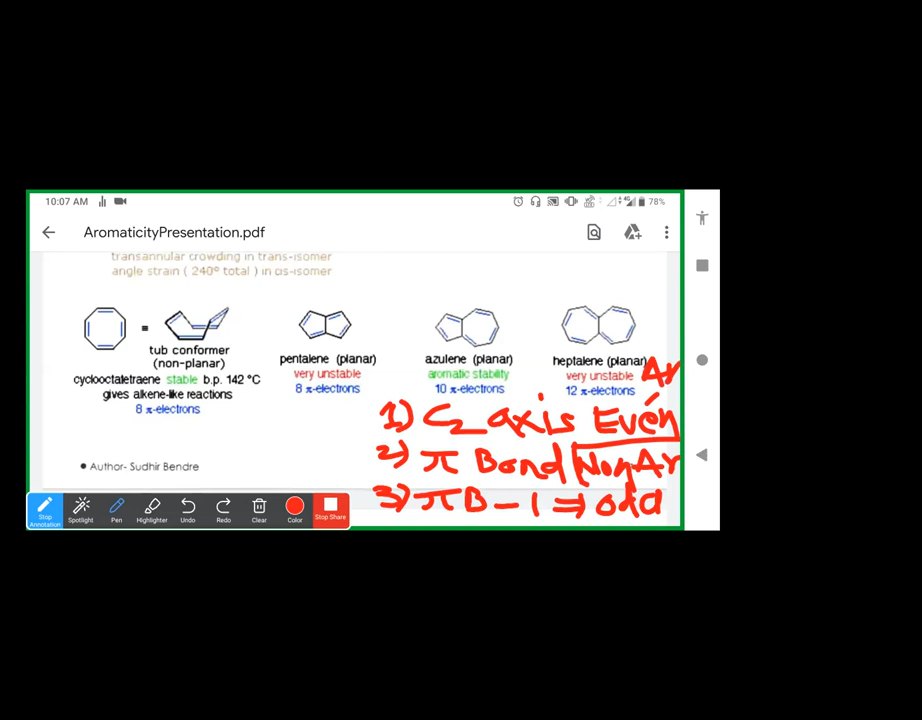 10:07 AM 78%
AromaticityPresentation.pdf
transannular crowding in trans-isomer
angle strain ( 240º total ) in cis-isomer
=
tub conformer
(non-planar)
cyclooctatetraene stable b.p. 142 °C
gives alkene-like reactions
8 π-electrons
pentalene (planar)
very unstable
8 π-electrons
azulene (planar)
aromatic stability
10 π-electrons
heptalene (planar)
very unstable
12 π-electrons
Ar
1) C2 axis Even
2) π Bond Non Ar
3) πB - 1 ⇒ odd
● Author- Sudhir Bendre
Stop Annotation Spotlight Pen Highlighter Undo Redo Clear Color Stop Share